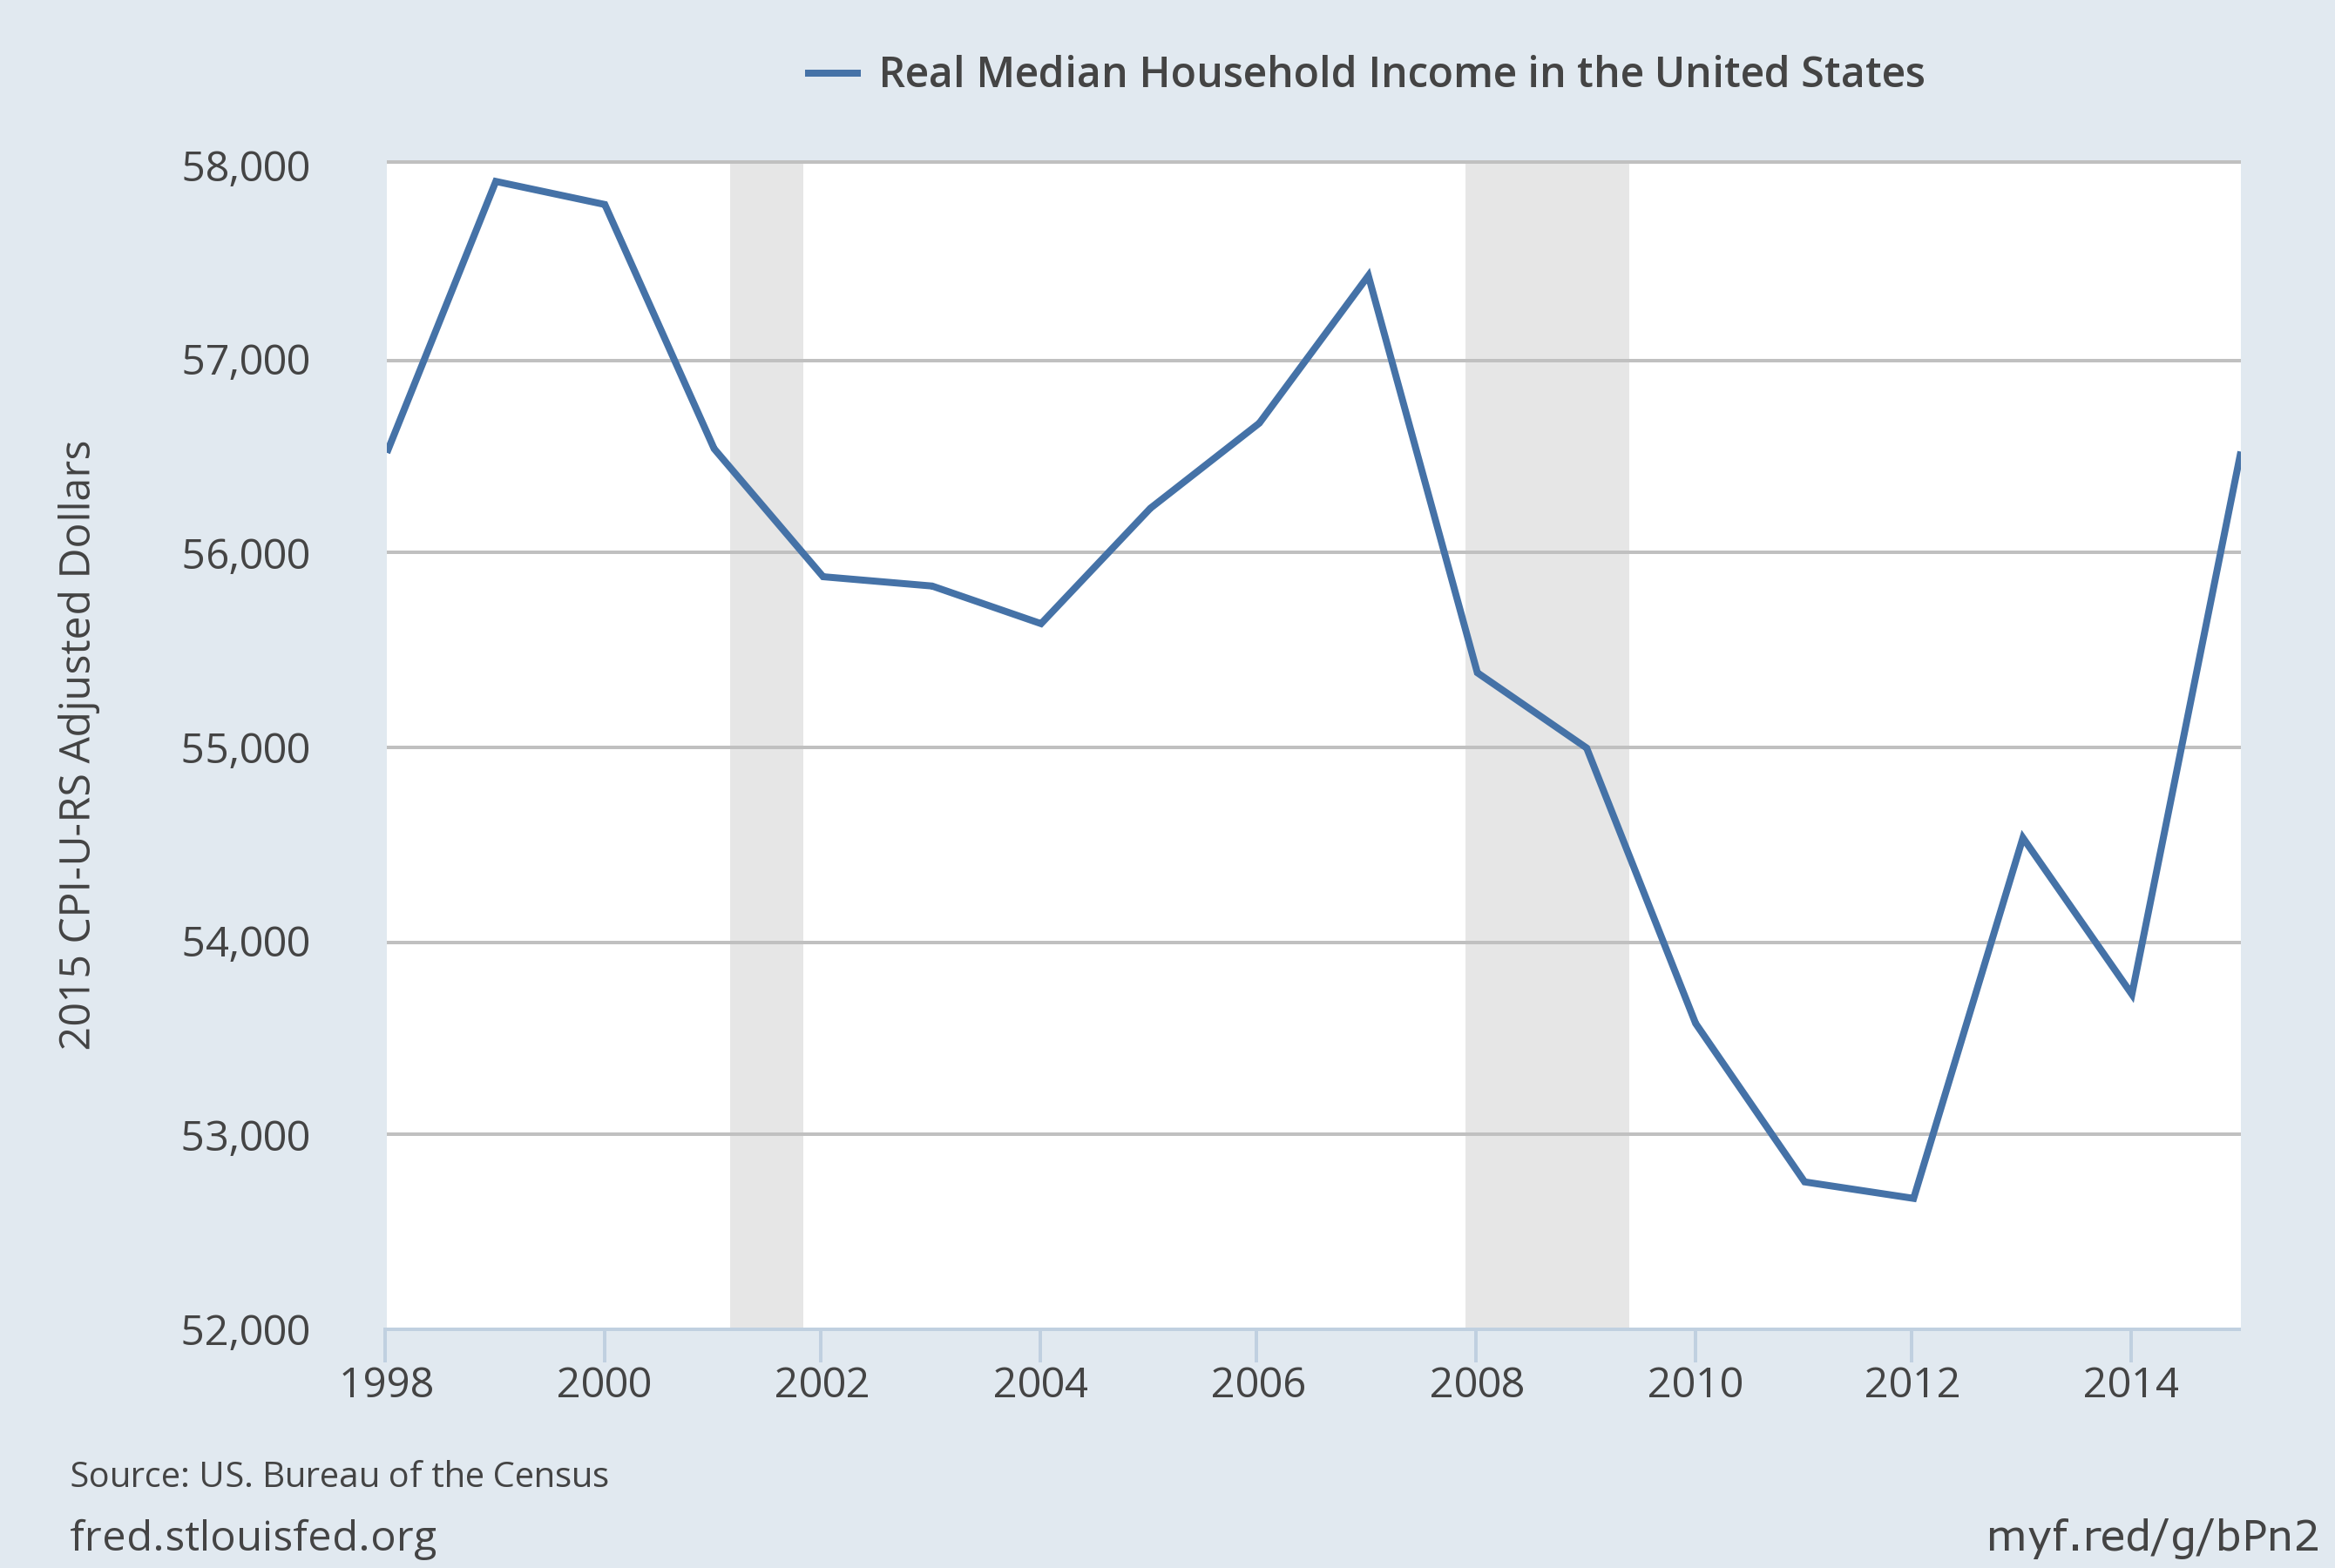 Real Median Household Income in the United States
58,000
57,000
56,000
55,000
54,000
53,000
52,000
2015 CPI-U-RS Adjusted Dollars
1998 2000 2002 2004 2006 2008 2010 2012 2014
Source: US. Bureau of the Census
fred.stlouisfed.org
myf.red/g/bPn2